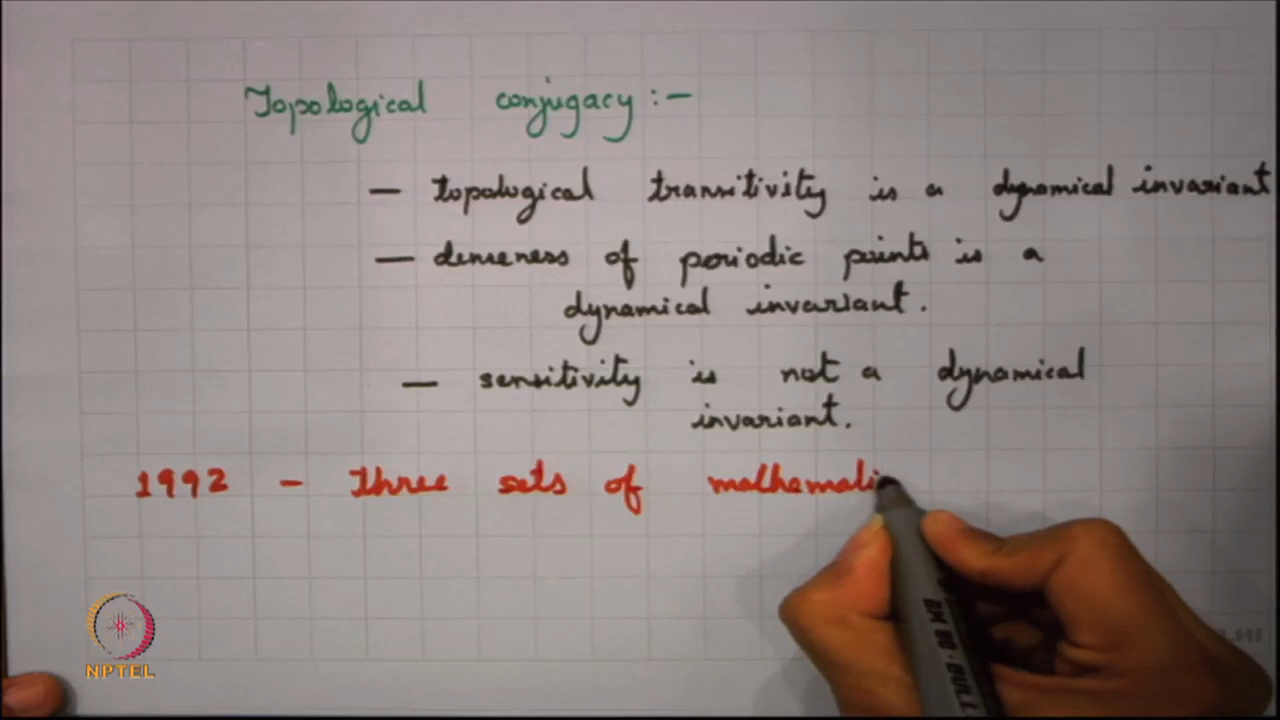 Topological conjugacy :-
— topological transitivity is a dynamical invariant
— denseness of periodic points is a
dynamical invariant.
— sensitivity is not a dynamical
invariant.
1992 - Three sets of mathemati
NPTEL